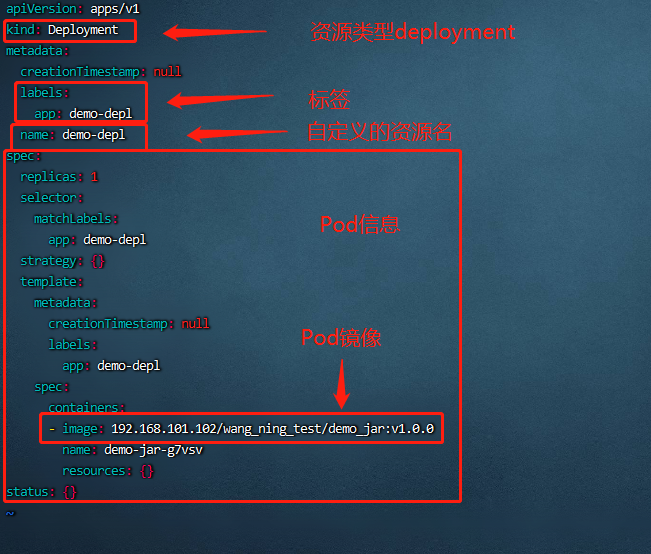 apiVersion: apps/v1
kind: Deployment
资源类型deployment
metadata:
creationTimestamp: null
labels:
标签
app: demo-depl
name: demo-depl
自定义的资源名
spec:
replicas: 1
selector:
matchLabels:
Pod信息
app: demo-depl
strategy: {}
template:
metadata:
creationTimestamp: null
Pod镜像
labels:
app: demo-depl
spec:
containers:
- image: 192.168.101.102/wang_ning_test/demo_jar:v1.0.0
name: demo-jar-g7vsv
resources: {}
status: {}
~